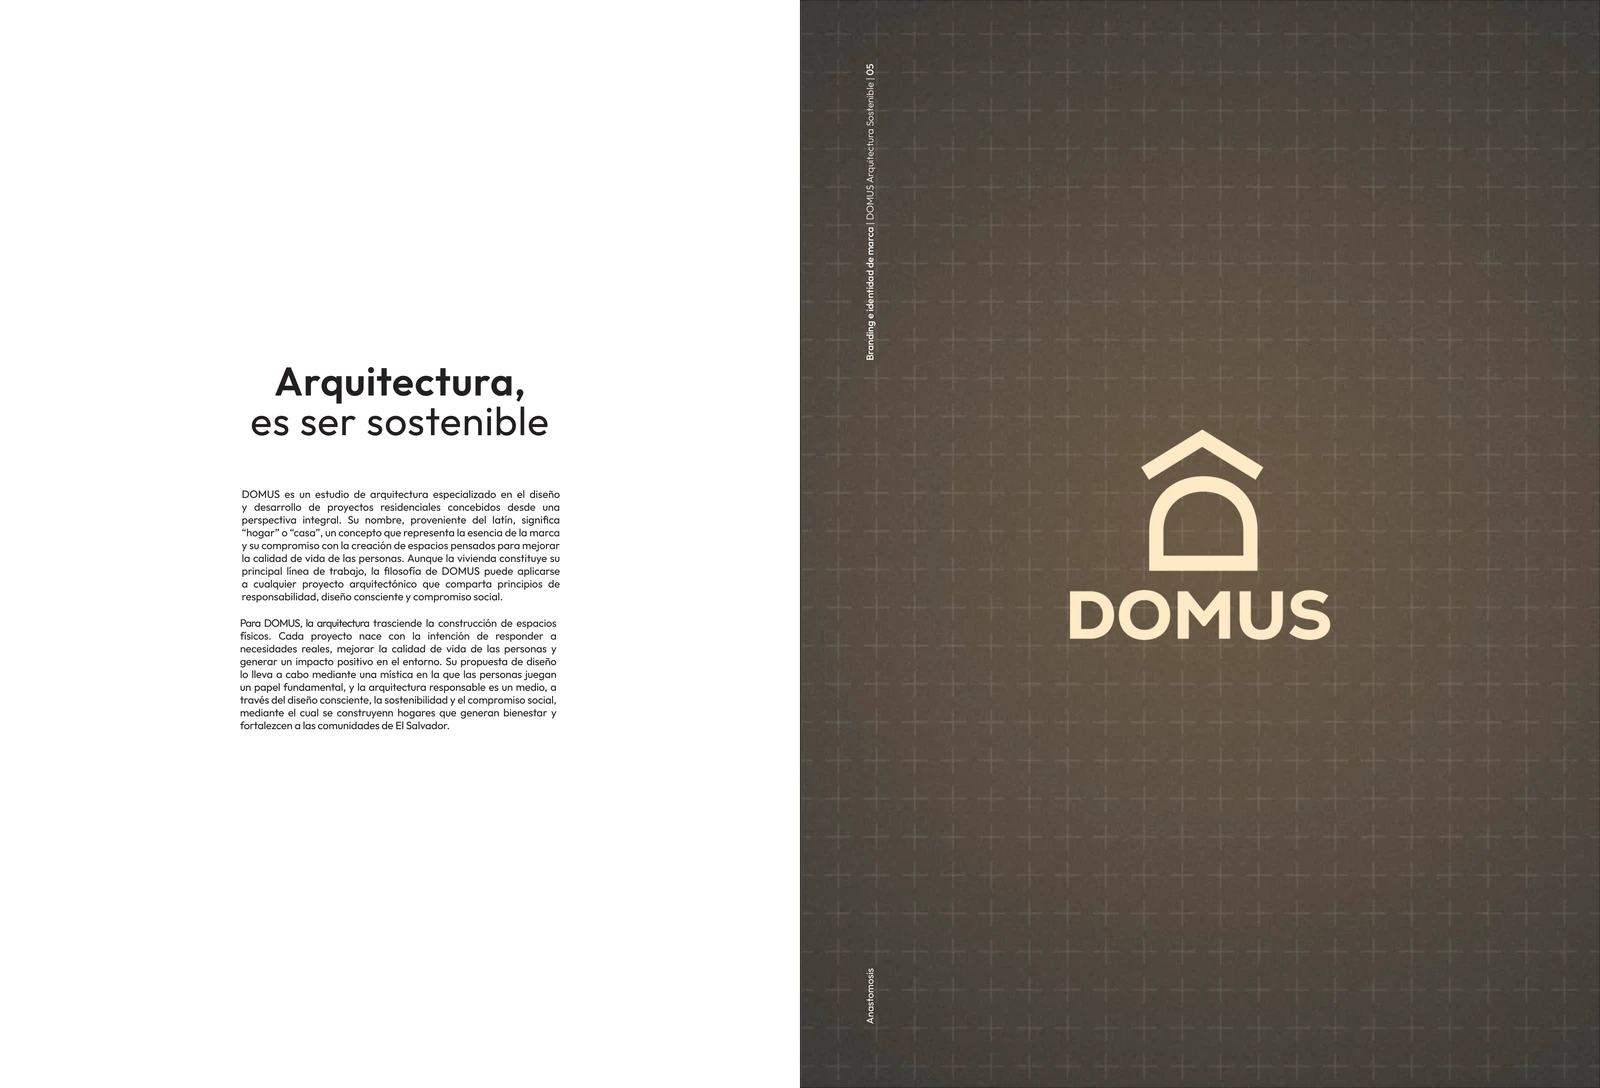 Arquitectura,
es ser sostenible
DOMUS es un estudio de arquitectura especializado en el diseño
y desarrollo de proyectos residenciales concebidos desde una
perspectiva integral. Su nombre, proveniente del latín, significa
“hogar” o “casa”, un concepto que representa la esencia de la marca
y su compromiso con la creación de espacios pensados para mejorar
la calidad de vida de las personas. Aunque la vivienda constituye su
principal línea de trabajo, la filosofía de DOMUS puede aplicarse
a cualquier proyecto arquitectónico que comparta principios de
responsabilidad, diseño consciente y compromiso social.
Para DOMUS, la arquitectura trasciende la construcción de espacios
físicos. Cada proyecto nace con la intención de responder a
necesidades reales, mejorar la calidad de vida de las personas y
generar un impacto positivo en el entorno. Su propuesta de diseño
lo lleva a cabo mediante una mística en la que las personas juegan
un papel fundamental, y la arquitectura responsable es un medio, a
través del diseño consciente, la sostenibilidad y el compromiso social,
mediante el cual se construyenn hogares que generan bienestar y
fortalezcen a las comunidades de El Salvador.
Branding e identidad de marca | DOMUS Arquitectura Sostenible | 05
DOMUS
Anastomosis